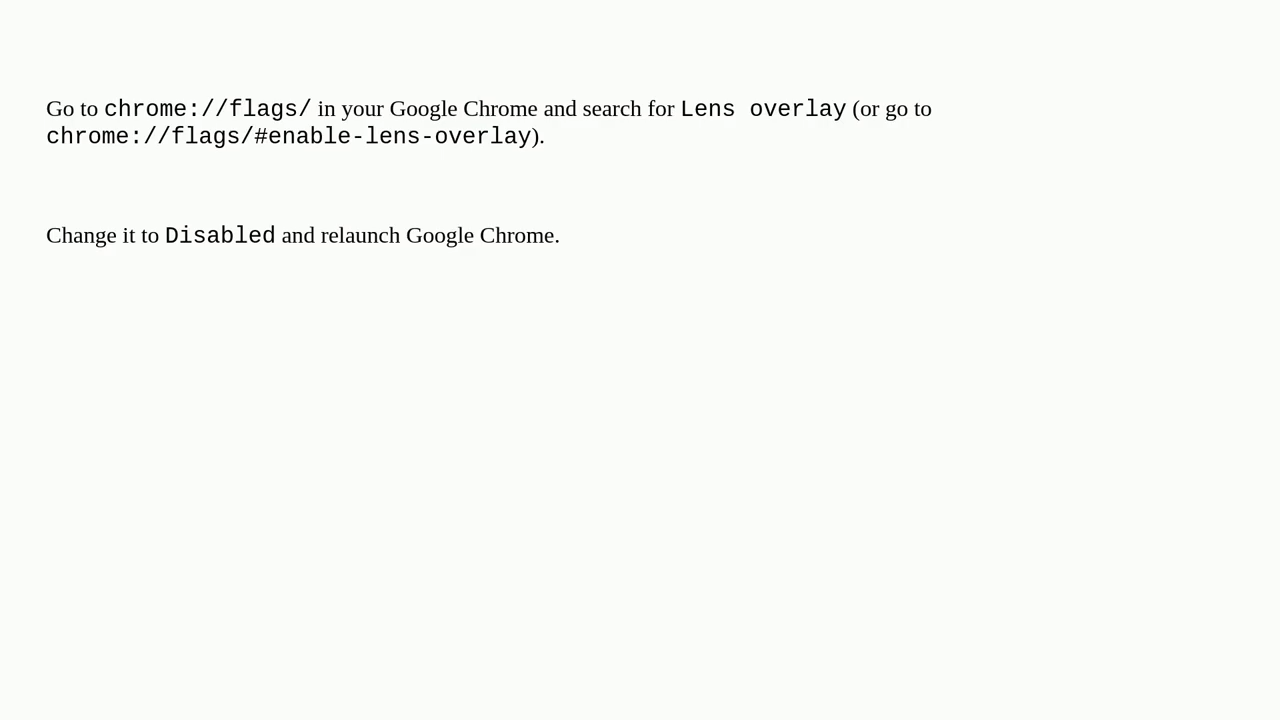 Go to chrome://flags/ in your Google Chrome and search for Lens overlay (or go to
chrome://flags/#enable-lens-overlay).
Change it to Disabled and relaunch Google Chrome.